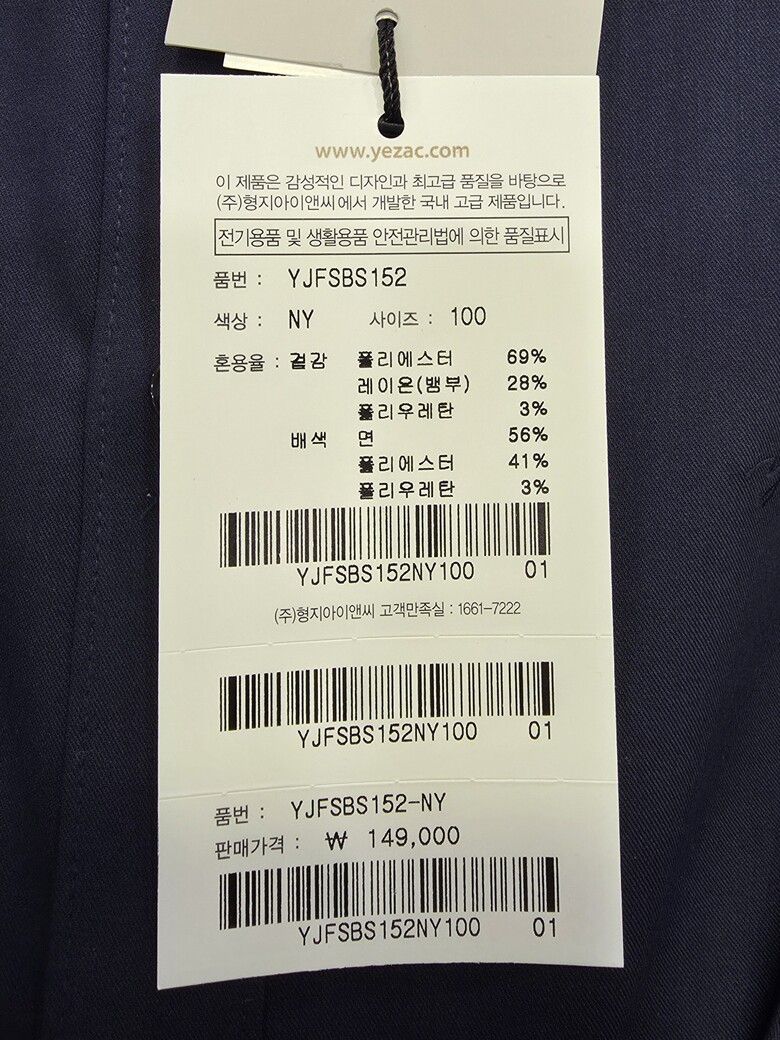 www.yezac.com
이 제품은 감성적인 디자인과 최고급 품질을 바탕으로
(주)형지아이앤씨에서 개발한 국내 고급 제품입니다.
전기용품 및 생활용품 안전관리법에 의한 품질표시
품번 : YJFSBS152
색상 : NY 사이즈 : 100
혼용율 : 겉감 폴리에스터 69%
레이온(뱀부) 28%
폴리우레탄 3%
배색 면 56%
폴리에스터 41%
폴리우레탄 3%
YJFSBS152NY100 01
(주)형지아이앤씨 고객만족실 : 1661-7222
YJFSBS152NY100 01
품번 : YJFSBS152-NY
판매가격 : ₩ 149,000
YJFSBS152NY100 01